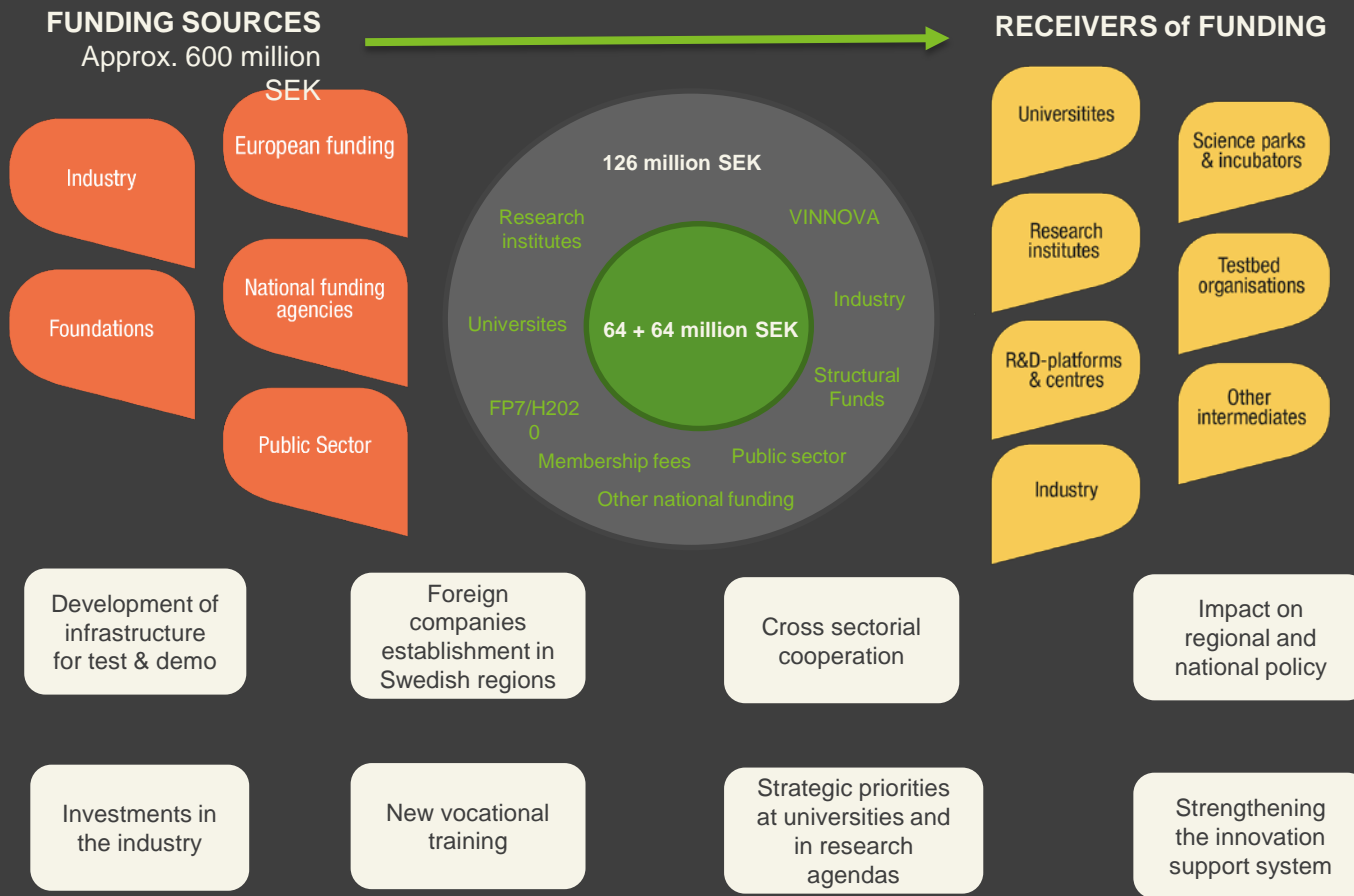 FUNDING SOURCES
Approx. 600 million
SEK
RECEIVERS of FUNDING
Industry
European funding
Foundations
National funding
agencies
Public Sector
126 million SEK
Research
institutes
VINNOVA
Industry
Universites
64 + 64 million SEK
Structural
Funds
FP7/H202
0
Membership fees
Public sector
Other national funding
Universitites
Science parks
& incubators
Research
institutes
Testbed
organisations
R&D-platforms
& centres
Other
intermediates
Industry
Development of
infrastructure
for test & demo
Foreign
companies
establishment in
Swedish regions
Cross sectorial
cooperation
Impact on
regional and
national policy
Investments in
the industry
New vocational
training
Strategic priorities
at universities and
in research
agendas
Strengthening
the innovation
support system